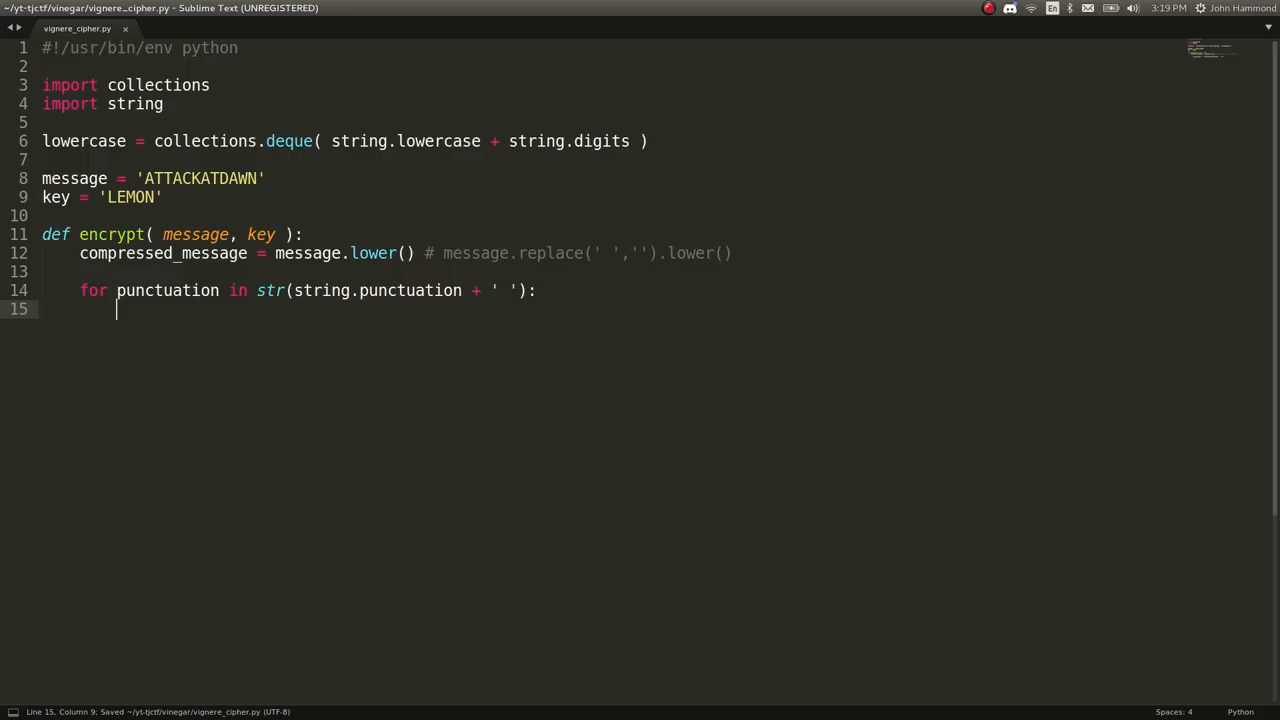 ~/yt-tjctf/vinegar/vignere_cipher.py - Sublime Text (UNREGISTERED)
En
3:19 PM
John Hammond
vignere_cipher.py ×
1 #!/usr/bin/env python
2
3 import collections
4 import string
5
6 lowercase = collections.deque( string.lowercase + string.digits )
7
8 message = 'ATTACKATDAWN'
9 key = 'LEMON'
10
11 def encrypt( message, key ):
12     compressed_message = message.lower() # message.replace(' ','').lower()
13
14     for punctuation in str(string.punctuation + ' '):
15
Line 15, Column 9; Saved ~/yt-tjctf/vinegar/vignere_cipher.py (UTF-8)
Spaces: 4
Python